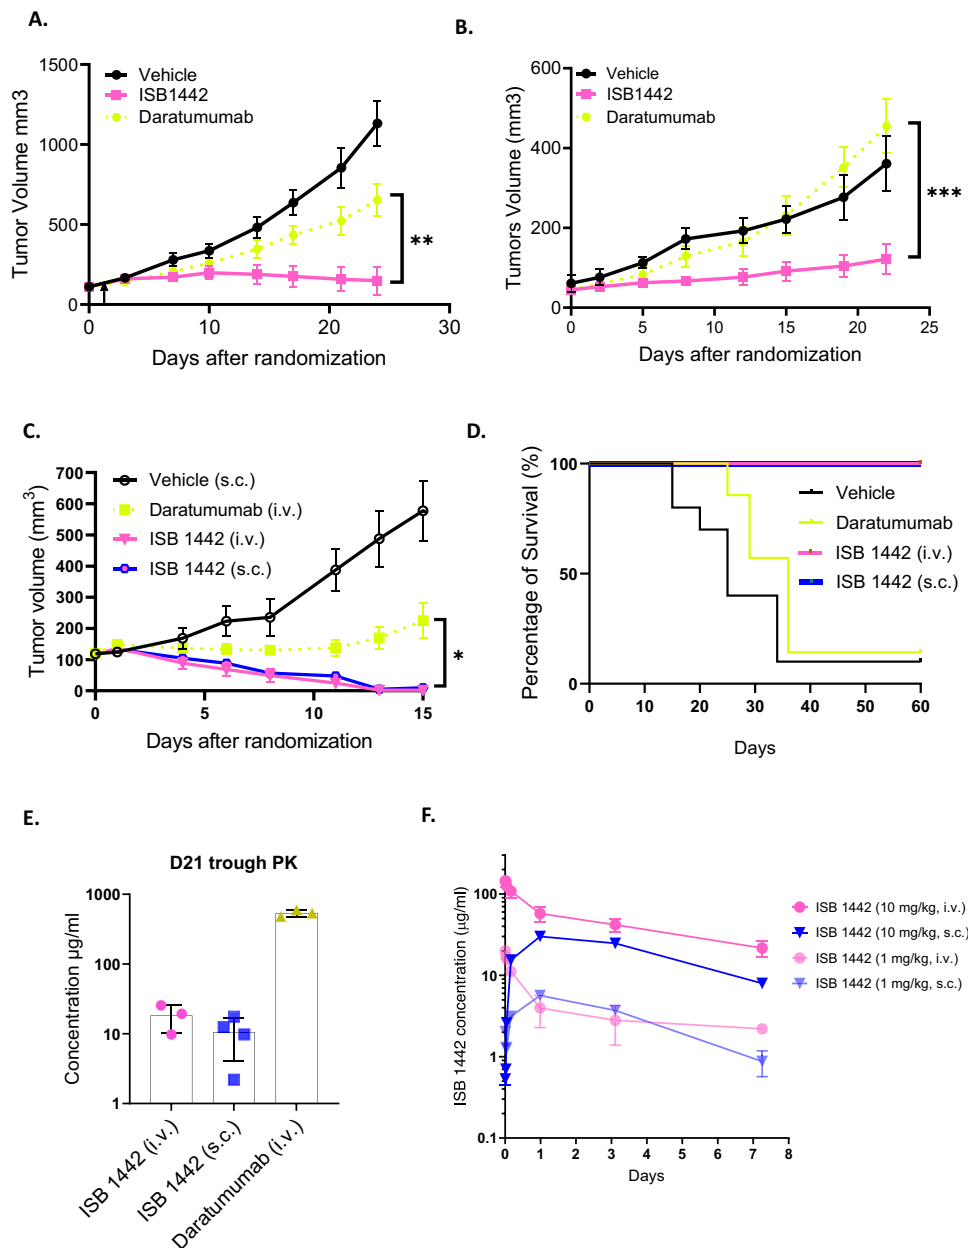 A.
Tumor Volume mm3
1500
1000
500
0
Vehicle
ISB1442
Daratumumab
**
0 10 20 30
Days after randomization
B.
Tumors Volume (mm3)
600
400
200
0
Vehicle
ISB1442
Daratumumab
***
0 5 10 15 20 25
Days after randomization
C.
Tumor volume (mm³)
700
600
500
400
300
200
100
0
Vehicle (s.c.)
Daratumumab (i.v.)
ISB 1442 (i.v.)
ISB 1442 (s.c.)
*
0 5 10 15
Days after randomization
D.
Percentage of Survival (%)
100
50
0
Vehicle
Daratumumab
ISB 1442 (i.v.)
ISB 1442 (s.c.)
0 10 20 30 40 50 60
Days
E.
D21 trough PK
Concentration µg/ml
1000
100
10
1
ISB 1442 (i.v.)
ISB 1442 (s.c.)
Daratumumab (i.v.)
F.
ISB 1442 concentration (µg/ml)
100
10
1
0.1
0 1 2 3 4 5 6 7 8
Days
ISB 1442 (10 mg/kg, i.v.)
ISB 1442 (10 mg/kg, s.c.)
ISB 1442 (1 mg/kg, i.v.)
ISB 1442 (1 mg/kg, s.c.)